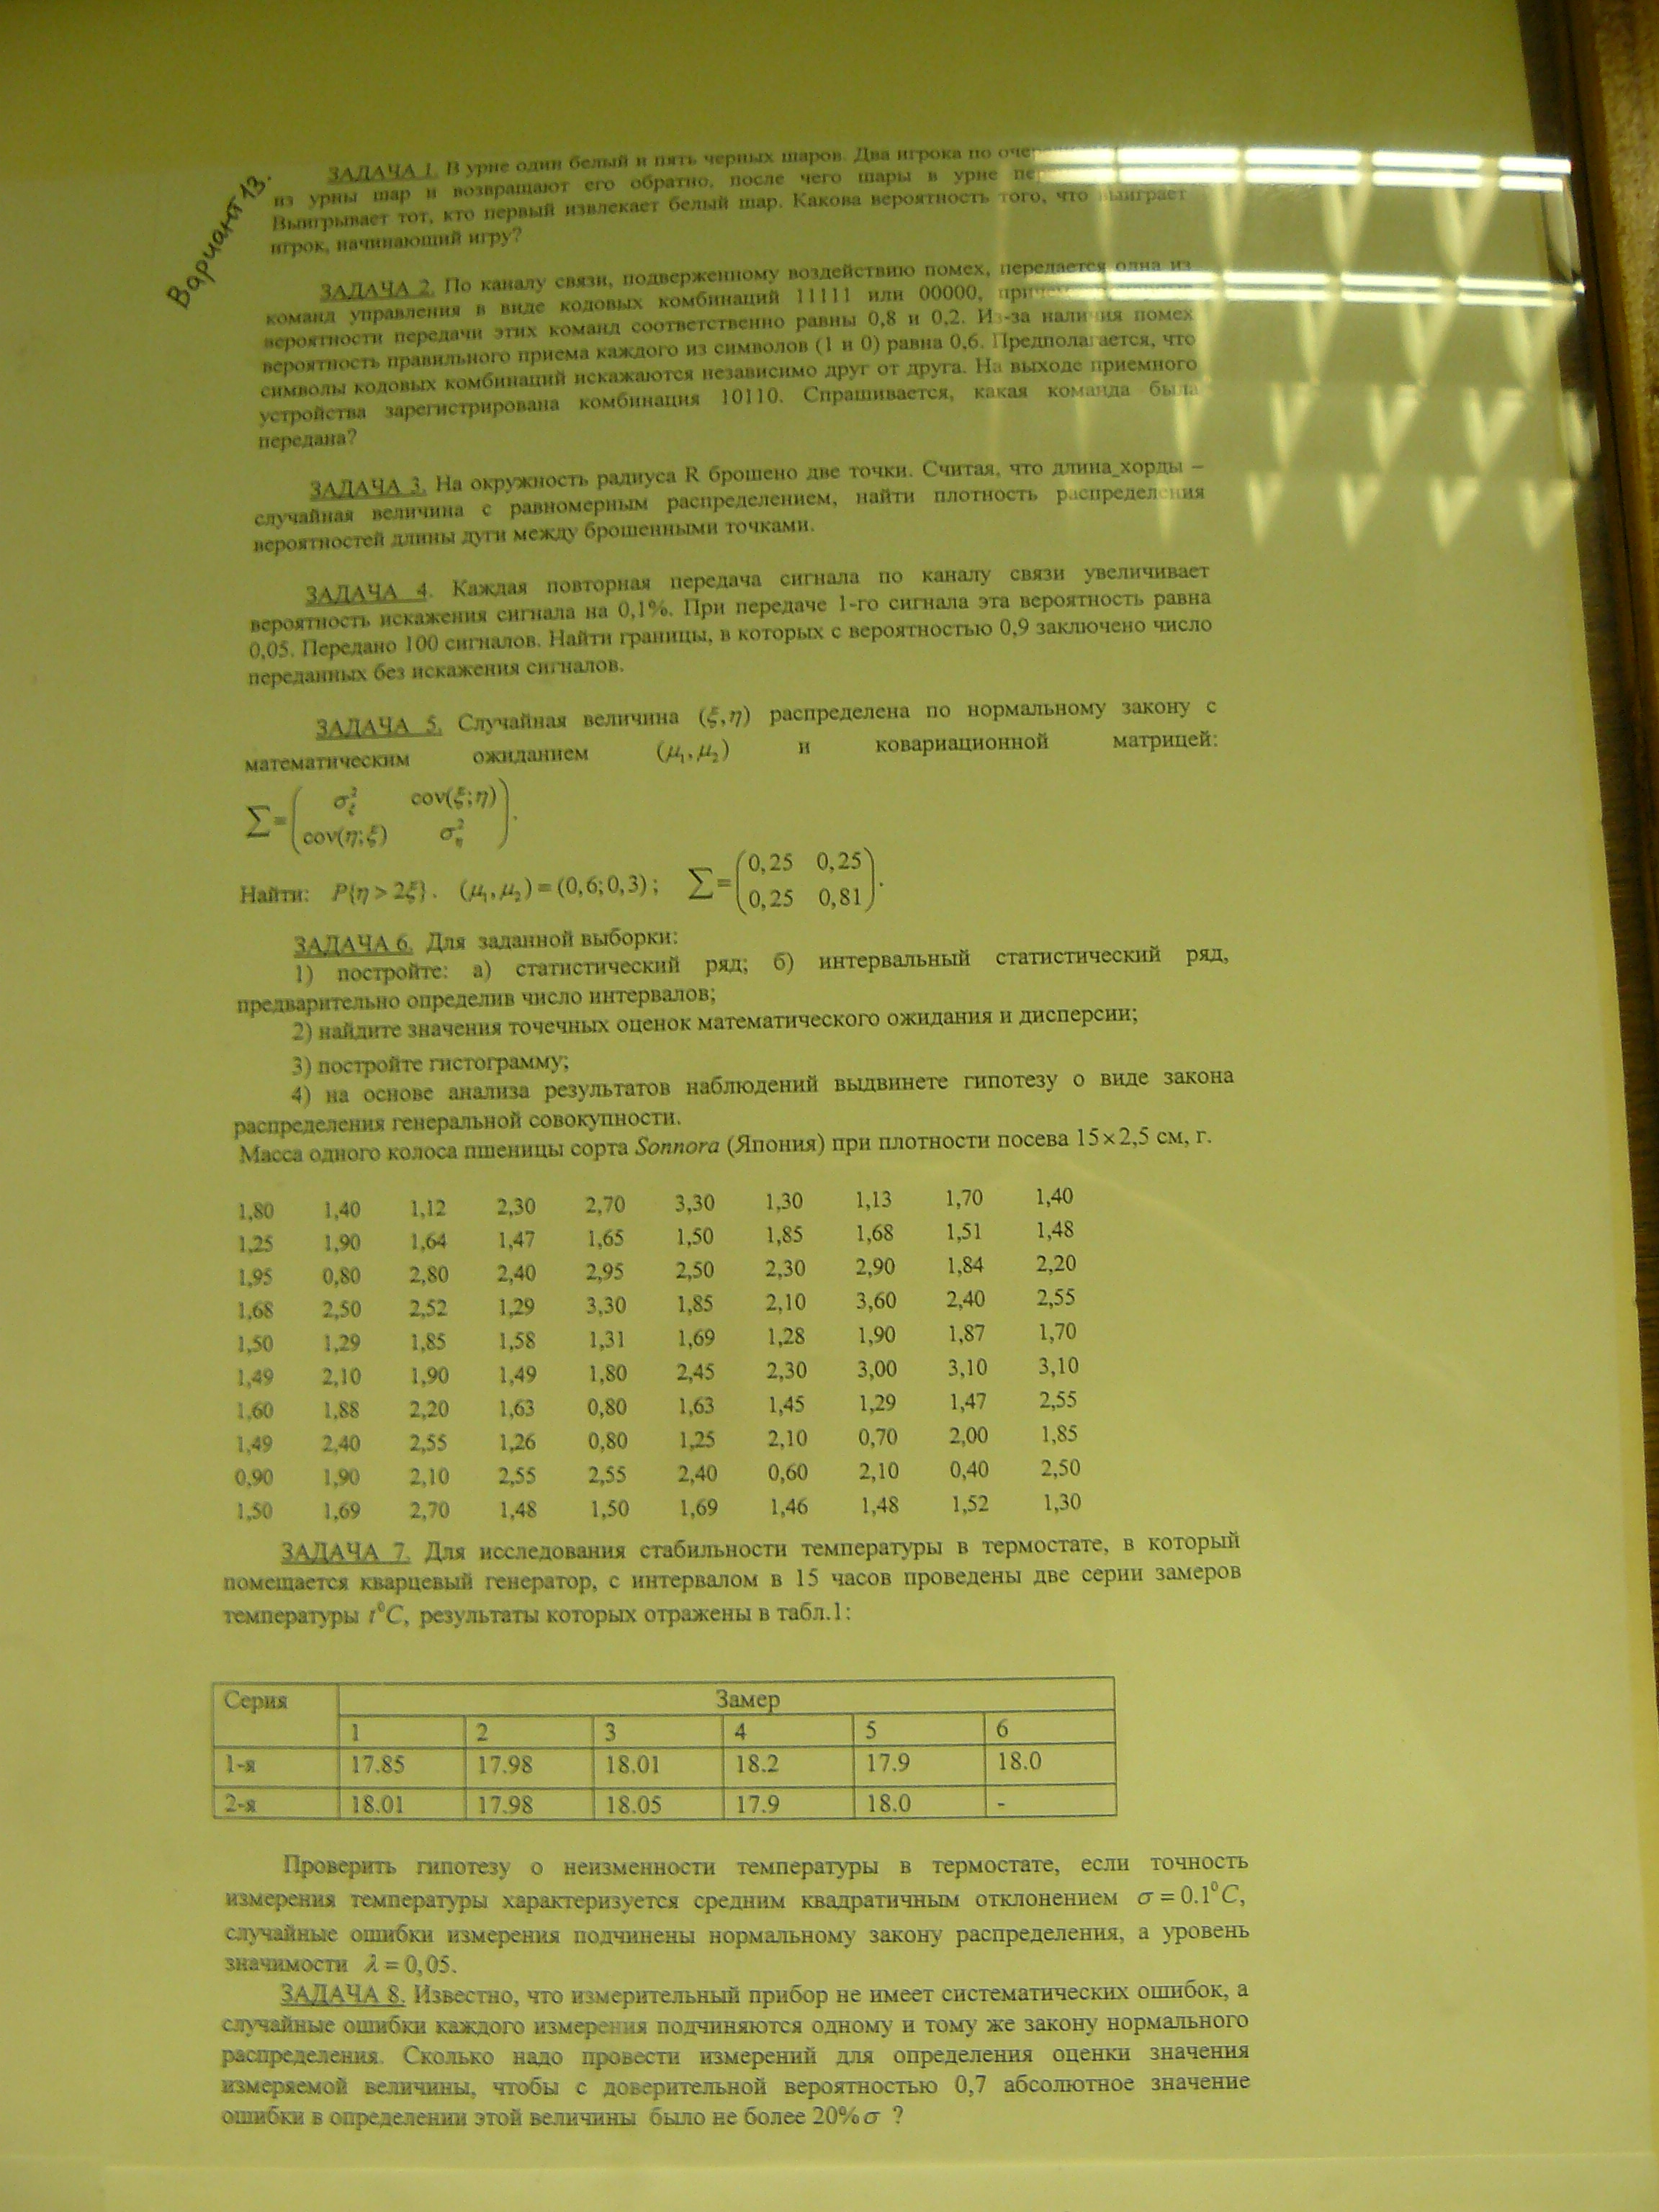 Вариант 13.
ЗАДАЧА 1. В урне один белый и пять черных шаров. Два игрока по
из урны шар и возвращают его обратно, после чего шары в урне
Выигрывает тот, кто первый извлекает белый шар. Какова вероятность того, что выиграет
игрок, начинающий игру?
ЗАДАЧА 2. По каналу связи, подверженному воздействию помех, передается одна из
команд управления в виде кодовых комбинаций 11111 или 00000,
вероятности передачи этих команд соответственно равны 0,8 и 0,2. Из-за наличия помех
вероятность правильного приема каждого из символов (1 и 0) равна 0,6. Предполагается, что
символы кодовых комбинаций искажаются независимо друг от друга. На выходе приемного
устройства зарегистрирована комбинация 10110. Спрашивается, какая команда была
передана?
ЗАДАЧА 3. На окружность радиуса R брошено две точки. Считая, что длина_хорды –
случайная величина с равномерным распределением, найти плотность распределения
вероятностей длины дуги между брошенными точками.
ЗАДАЧА 4. Каждая повторная передача сигнала по каналу связи увеличивает
вероятность искажения сигнала на 0,1%. При передаче 1-го сигнала эта вероятность равна
0,05. Передано 100 сигналов. Найти границы, в которых с вероятностью 0,9 заключено число
переданных без искажения сигналов.
ЗАДАЧА 5. Случайная величина (ξ,η) распределена по нормальному закону с
математическим ожиданием (μ₁,μ₂) и ковариационной матрицей:
∑=(σ²ξ cov(ξ;η)
cov(η;ξ) σ²η).
Найти: P{η > 2ξ}. (μ₁,μ₂)=(0,6;0,3); ∑=(0,25 0,25
0,25 0,81).
ЗАДАЧА 6. Для заданной выборки:
1) постройте: а) статистический ряд; б) интервальный статистический ряд,
предварительно определив число интервалов;
2) найдите значения точечных оценок математического ожидания и дисперсии;
3) постройте гистограмму;
4) на основе анализа результатов наблюдений выдвинете гипотезу о виде закона
распределения генеральной совокупности.
Масса одного колоса пшеницы сорта Sonnora (Япония) при плотности посева 15×2,5 см, г.
1,80 1,40 1,12 2,30 2,70 3,30 1,30 1,13 1,70 1,40
1,25 1,90 1,64 1,47 1,65 1,50 1,85 1,68 1,51 1,48
1,95 0,80 2,80 2,40 2,95 2,50 2,30 2,90 1,84 2,20
1,68 2,50 2,52 1,29 3,30 1,85 2,10 3,60 2,40 2,55
1,50 1,29 1,85 1,58 1,31 1,69 1,28 1,90 1,87 1,70
1,49 2,10 1,90 1,49 1,80 2,45 2,30 3,00 3,10 3,10
1,60 1,88 2,20 1,63 0,80 1,63 1,45 1,29 1,47 2,55
1,49 2,40 2,55 1,26 0,80 1,25 2,10 0,70 2,00 1,85
0,90 1,90 2,10 2,55 2,55 2,40 0,60 2,10 0,40 2,50
1,50 1,69 2,70 1,48 1,50 1,69 1,46 1,48 1,52 1,30
ЗАДАЧА 7. Для исследования стабильности температуры в термостате, в который
помещается кварцевый генератор, с интервалом в 15 часов проведены две серии замеров
температуры t⁰C, результаты которых отражены в табл.1:
Серия Замер
1 2 3 4 5 6
1-я 17.85 17.98 18.01 18.2 17.9 18.0
2-я 18.01 17.98 18.05 17.9 18.0 -
Проверить гипотезу о неизменности температуры в термостате, если точность
измерения температуры характеризуется средним квадратичным отклонением σ = 0.1⁰C,
случайные ошибки измерения подчинены нормальному закону распределения, а уровень
значимости λ = 0,05.
ЗАДАЧА 8. Известно, что измерительный прибор не имеет систематических ошибок, а
случайные ошибки каждого измерения подчиняются одному и тому же закону нормального
распределения. Сколько надо провести измерений для определения оценки значения
измеряемой величины, чтобы с доверительной вероятностью 0,7 абсолютное значение
ошибки в определении этой величины было не более 20% σ ?